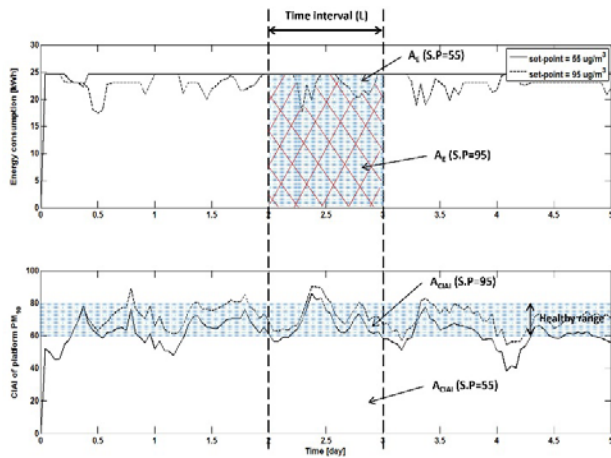 Time interval (L)
A_E (S.P=55)
set-point = 55 ug/m³
set-point = 95 ug/m³
Energy consumption [kWh]
30
25
20
15
10
5
0
A_E (S.P=95)
0 0.5 1 1.5 2 2.5 3 3.5 4 4.5 5
CIAI of platform PM₁₀
100
80
60
40
20
0
A_CIAI (S.P=95)
Healthy range
A_CIAI (S.P=55)
0 0.5 1 1.5 2 2.5 3 3.5 4 4.5 5
Time [day]